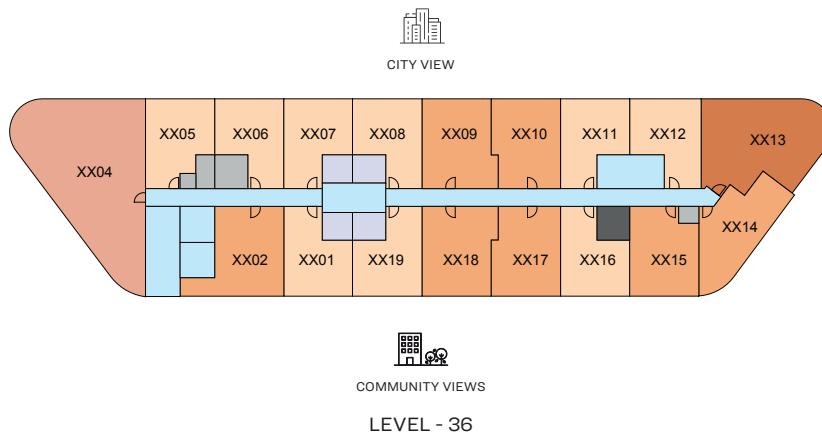 CITY VIEW
XX04
XX05
XX06
XX07
XX08
XX09
XX10
XX11
XX12
XX13
XX14
XX02
XX01
XX19
XX18
XX17
XX16
XX15
COMMUNITY VIEWS
LEVEL - 36